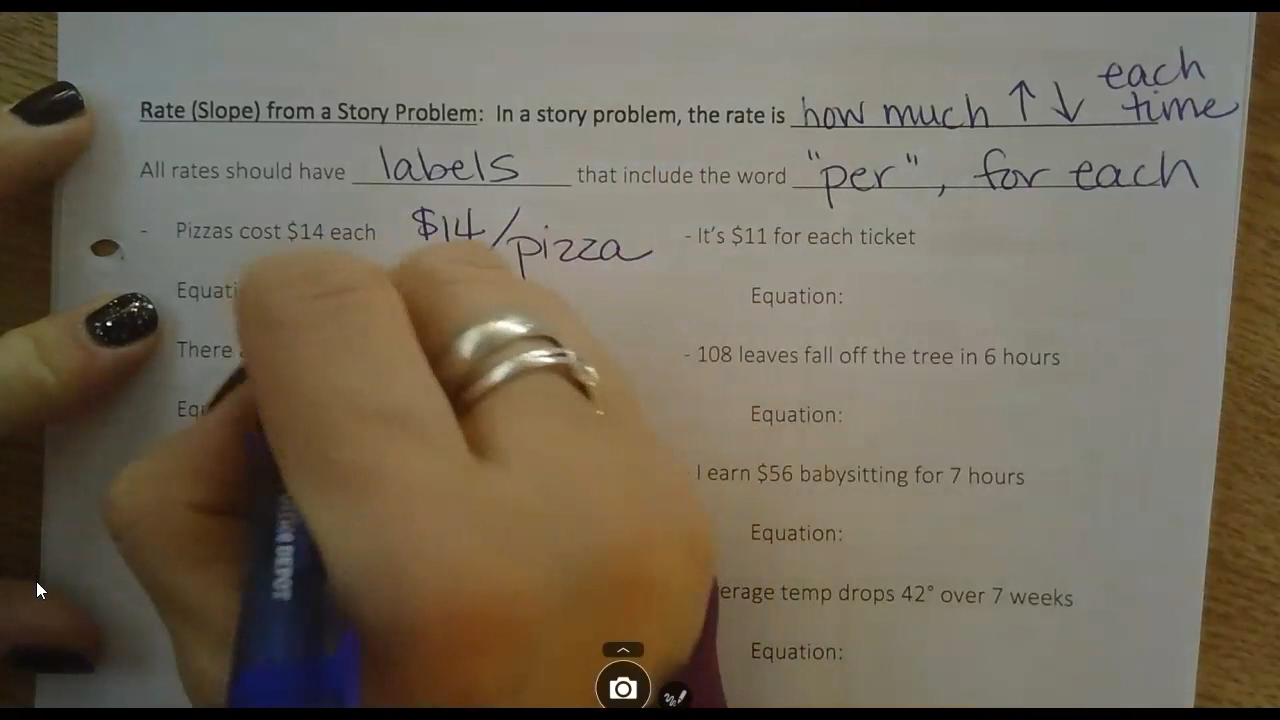 Rate (Slope) from a Story Problem: In a story problem, the rate is how much ↑ ↓ each time
All rates should have labels that include the word "per", for each
- Pizzas cost $14 each $14/pizza
- It's $11 for each ticket
Equation:
There
- 108 leaves fall off the tree in 6 hours
Equation:
I earn $56 babysitting for 7 hours
Equation:
temp drops 42° over 7 weeks
Equation: